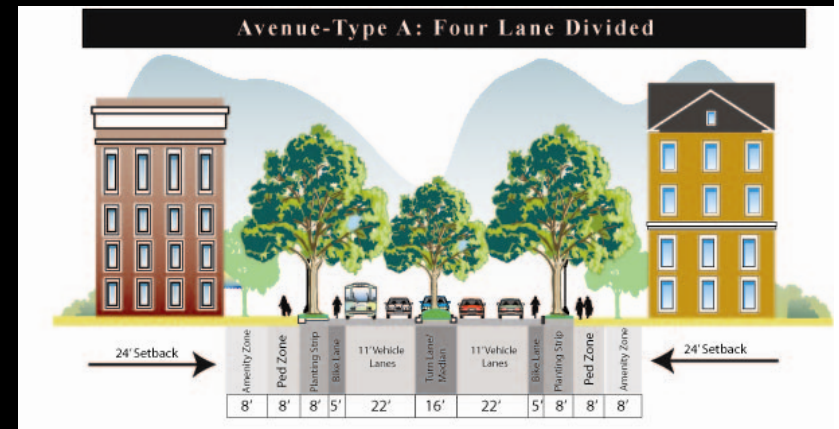 Avenue-Type A: Four Lane Divided
24' Setback
Amenity Zone
Ped Zone
Planting Strip
Bike Lane
11' Vehicle
Lanes
Turn Lane/
Median
11' Vehicle
Lanes
Bike Lane
Planting Strip
Ped Zone
Amenity Zone
24' Setback
8' 8' 8' 5' 22' 16' 22' 5' 8' 8' 8'